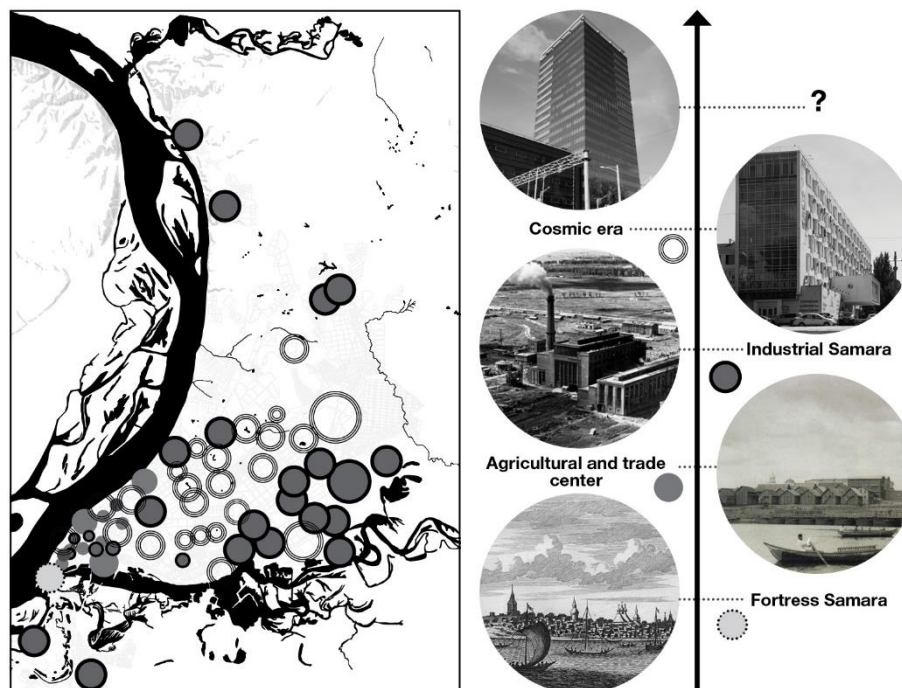 ?
Cosmic era
Industrial Samara
Agricultural and trade
center
Fortress Samara